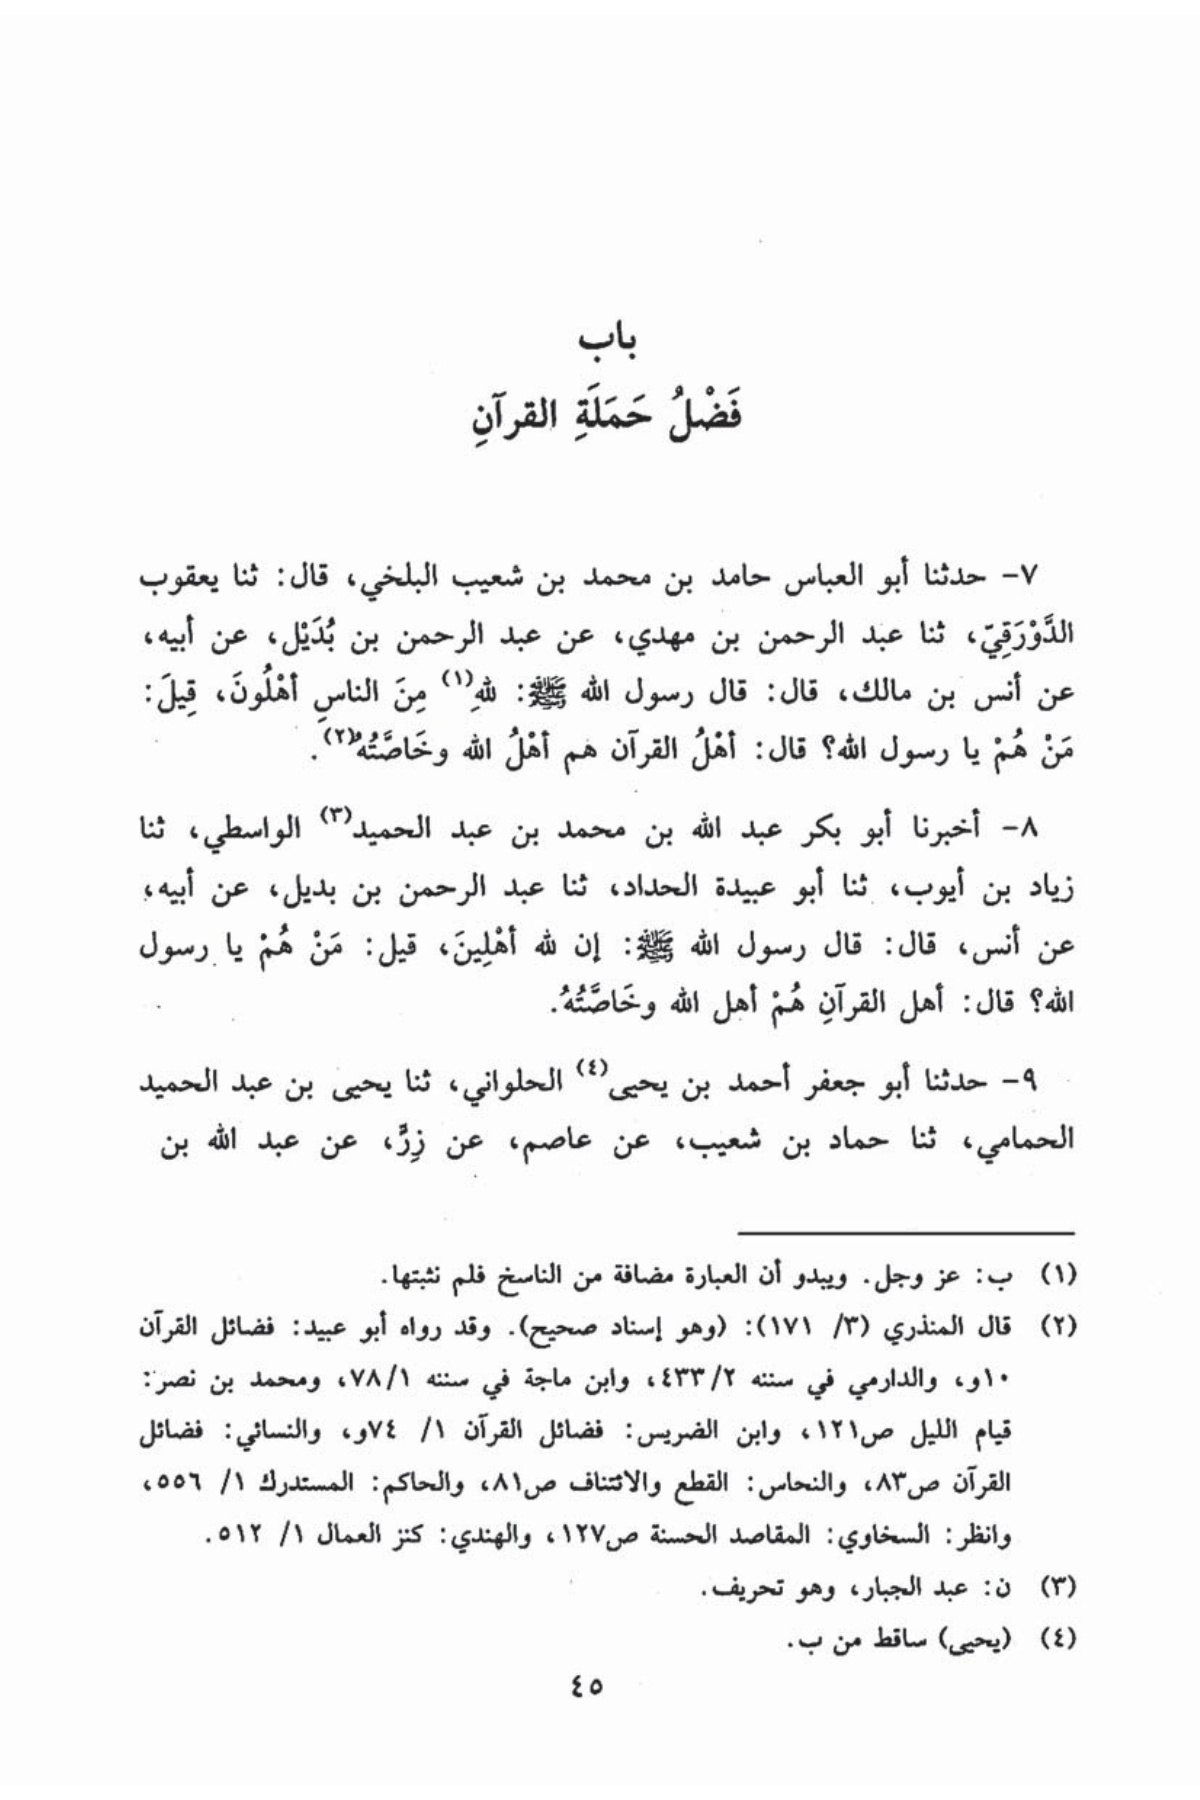 باب
فَضْلُ حَمَلَةِ القرآنِ
٧- حدثنا أبو العباس حامد بن محمد بن شعيب البلخي، قال: ثنا يعقوب
الدَّوْرَقِيّ، ثنا عبد الرحمن بن مهدي، عن عبد الرحمن بن بُدَيْل، عن أبيه،
عن أنس بن مالك، قال: قال رسول الله ﷺ: للهِ(١) مِنَ الناسِ أهْلُونَ، قِيلَ:
مَنْ هُمْ يا رسول الله؟ قال: أهْلُ القرآن هم أهْلُ الله وخَاصَّتُهُ(٢).
٨- أخبرنا أبو بكر عبد الله بن محمد بن عبد الحميد(٣) الواسطي، ثنا
زياد بن أيوب، ثنا أبو عبيدة الحداد، ثنا عبد الرحمن بن بديل، عن أبيه،
عن أنس، قال: قال رسول الله ﷺ: إن لله أهْلِينَ، قيل: مَنْ هُمْ يا رسول
الله؟ قال: أهل القرآنِ هُمْ أهل الله وخَاصَّتُهُ.
٩- حدثنا أبو جعفر أحمد بن يحيى(٤) الحلواني، ثنا يحيى بن عبد الحميد
الحمامي، ثنا حماد بن شعيب، عن عاصم، عن زِرٍّ، عن عبد الله بن
(١) ب: عز وجل. ويبدو أن العبارة مضافة من الناسخ فلم نثبتها.
(٢) قال المنذري (٣/ ١٧١): (وهو إسناد صحيح). وقد رواه أبو عبيد: فضائل القرآن
١٠و، والدارمي في سننه ٤٣٣/٢، وابن ماجة في سننه ٧٨/١، ومحمد بن نصر:
قيام الليل ص١٢١، وابن الضريس: فضائل القرآن ١/ ٧٤و، والنسائي: فضائل
القرآن ص٨٣، والنحاس: القطع والائتناف ص٨١، والحاكم: المستدرك ١/ ٥٥٦،
وانظر: السخاوي: المقاصد الحسنة ص١٢٧، والهندي: كنز العمال ١/ ٥١٢.
(٣) ن: عبد الجبار، وهو تحريف.
(٤) (يحيى) ساقط من ب.
٤٥